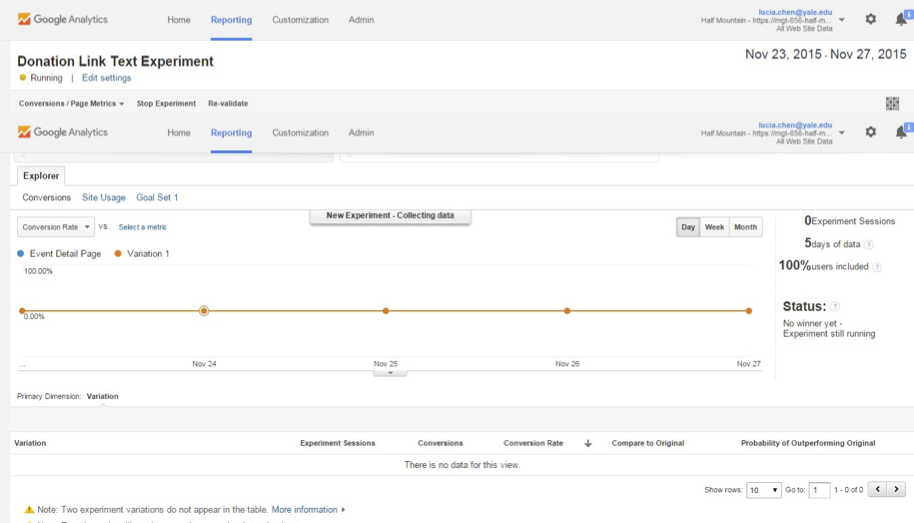 Google Analytics Home Reporting Customization Admin
lucia.chen@yale.edu
Half Mountain - https://mgt-656-half-m...
All Web Site Data
1
Donation Link Text Experiment
Nov 23, 2015 - Nov 27, 2015
Running | Edit settings
Conversions / Page Metrics Stop Experiment Re-validate
Google Analytics Home Reporting Customization Admin
lucia.chen@yale.edu
Half Mountain - https://mgt-656-half-m...
All Web Site Data
1
Explorer
Conversions Site Usage Goal Set 1
New Experiment - Collecting data
Conversion Rate VS. Select a metric
Day Week Month
Event Detail Page Variation 1
100.00%
0.00%
... Nov 24 Nov 25 Nov 26 Nov 27
0 Experiment Sessions
5 days of data ?
100% users included ?
Status: ?
No winner yet -
Experiment still running
Primary Dimension: Variation
Variation Experiment Sessions Conversions Conversion Rate Compare to Original Probability of Outperforming Original
There is no data for this view.
Show rows: 10 Go to: 1 1 - 0 of 0
Note: Two experiment variations do not appear in the table. More information